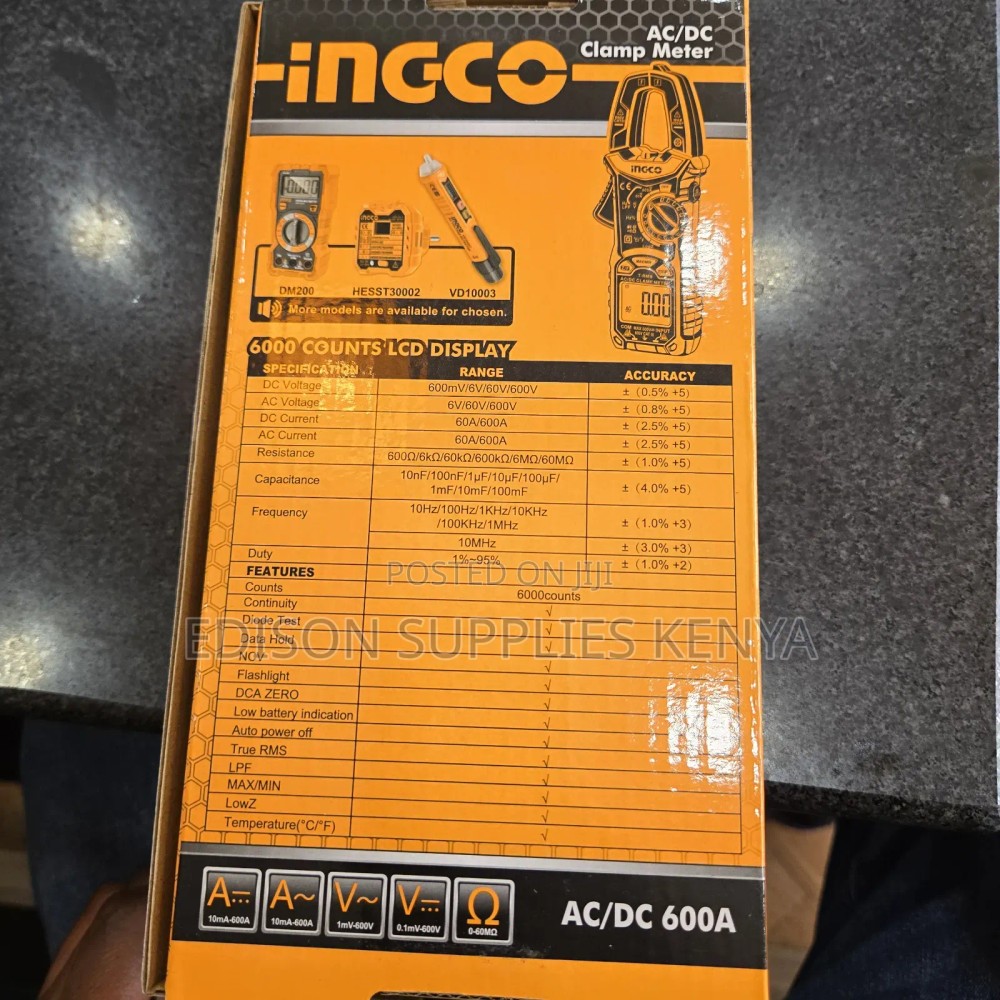 AC/DC
Clamp Meter
INGCO
INGCO
DM200 HESST30002 VD10003
More models are available for chosen.
0.00
6000 COUNTS LCD DISPLAY
SPECIFICATION RANGE ACCURACY
DC Voltage 600mV/6V/60V/600V ± (0.5% +5)
AC Voltage 6V/60V/600V ± (0.8% +5)
DC Current 60A/600A ± (2.5% +5)
AC Current 60A/600A ± (2.5% +5)
Resistance 600Ω/6kΩ/60kΩ/600kΩ/6MΩ/60MΩ ± (1.0% +5)
Capacitance 10nF/100nF/1μF/10μF/100μF/
1mF/10mF/100mF ± (4.0% +5)
Frequency 10Hz/100Hz/1KHz/10KHz
/100KHz/1MHz ± (1.0% +3)
10MHz ± (3.0% +3)
Duty 1%~95% ± (1.0% +2)
FEATURES
POSTED ON JIJI
Counts 6000counts
Continuity √
Diode Test √
EDISON SUPPLIES KENYA
Data Hold √
NCV √
Flashlight √
DCA ZERO √
Low battery indication √
Auto power off √
True RMS √
LPF √
MAX/MIN √
LowZ √
Temperature(°C/°F) √
A⎓ A~ V~ V⎓ Ω
10mA-600A 10mA-600A 1mV-600V 0.1mV-600V 0-60MΩ
AC/DC 600A